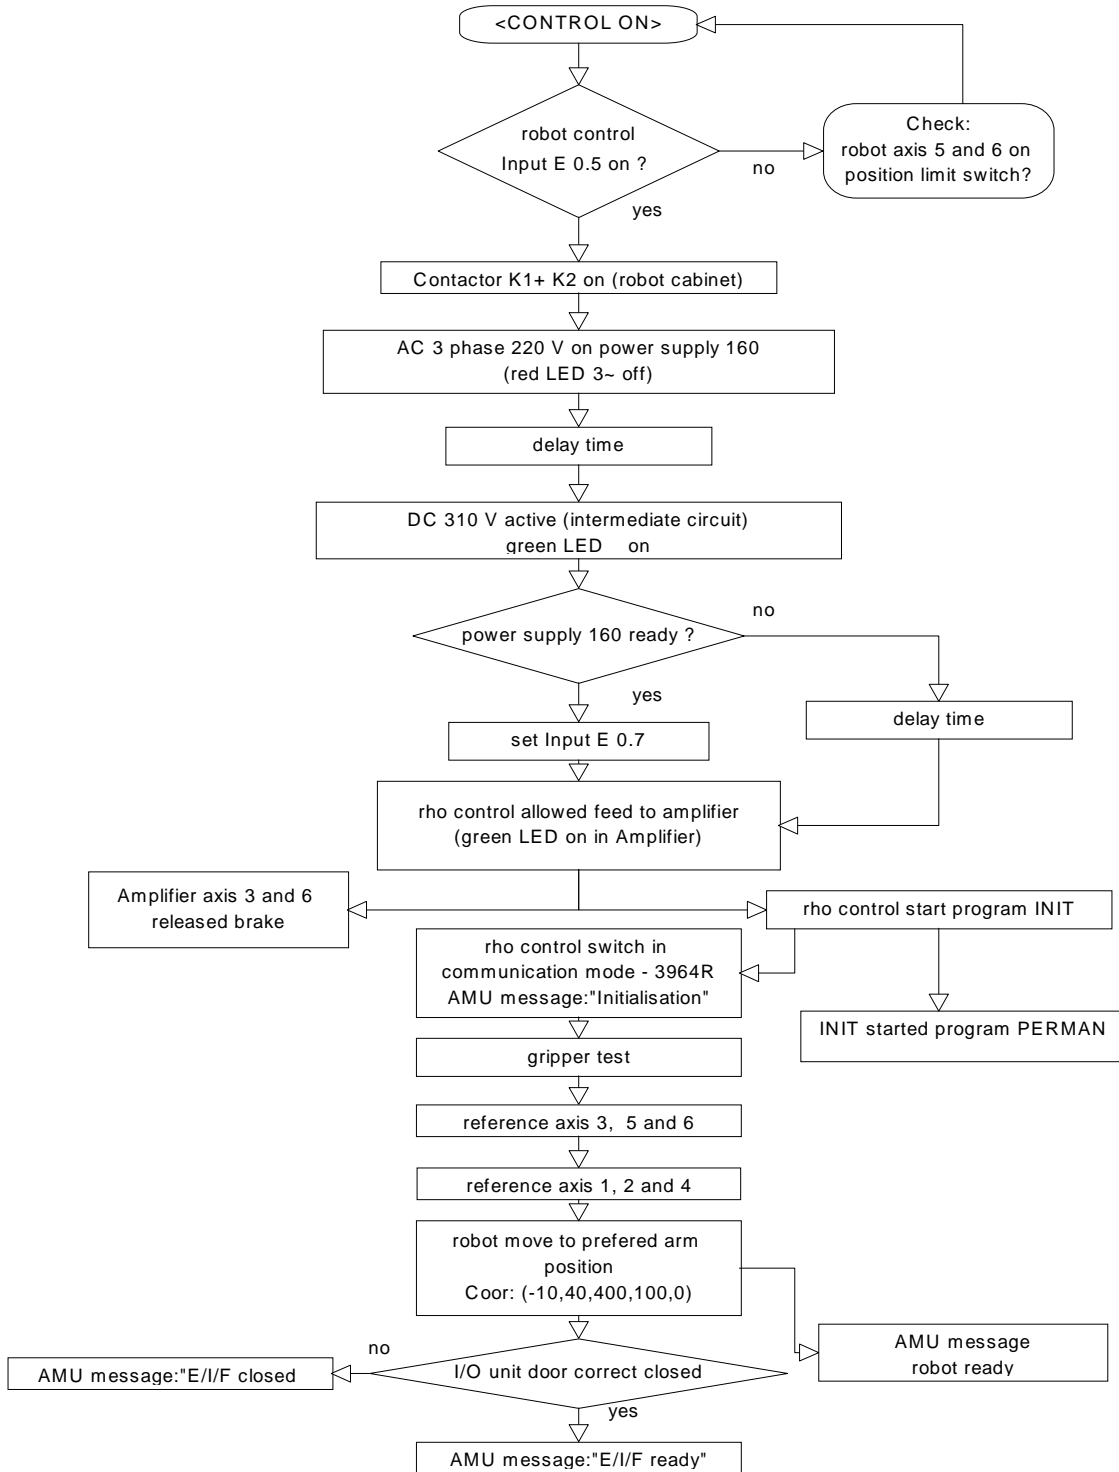 <CONTROL ON>
robot control
Input E 0.5 on ?
no
Check:
robot axis 5 and 6 on
position limit switch?
yes
Contactor K1+ K2 on (robot cabinet)
AC 3 phase 220 V on power supply 160
(red LED 3~ off)
delay time
DC 310 V active (intermediate circuit)
green LED on
no
power supply 160 ready ?
yes
delay time
set Input E 0.7
rho control allowed feed to amplifier
(green LED on in Amplifier)
Amplifier axis 3 and 6
released brake
rho control start program INIT
rho control switch in
communication mode - 3964R
AMU message:"Initialisation"
INIT started program PERMAN
gripper test
reference axis 3, 5 and 6
reference axis 1, 2 and 4
robot move to prefered arm
position
Coor: (-10,40,400,100,0)
AMU message
robot ready
no
I/O unit door correct closed
AMU message:"E/I/F closed
yes
AMU message:"E/I/F ready"